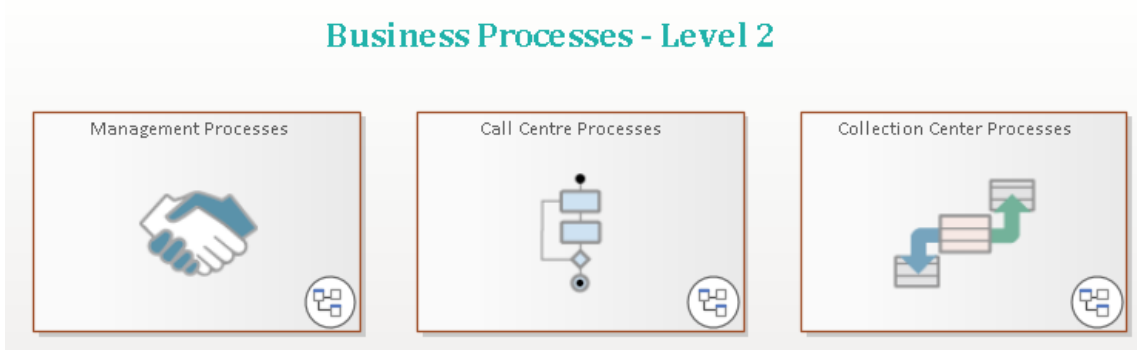 Business Processes - Level 2
Management Processes
Call Centre Processes
Collection Center Processes